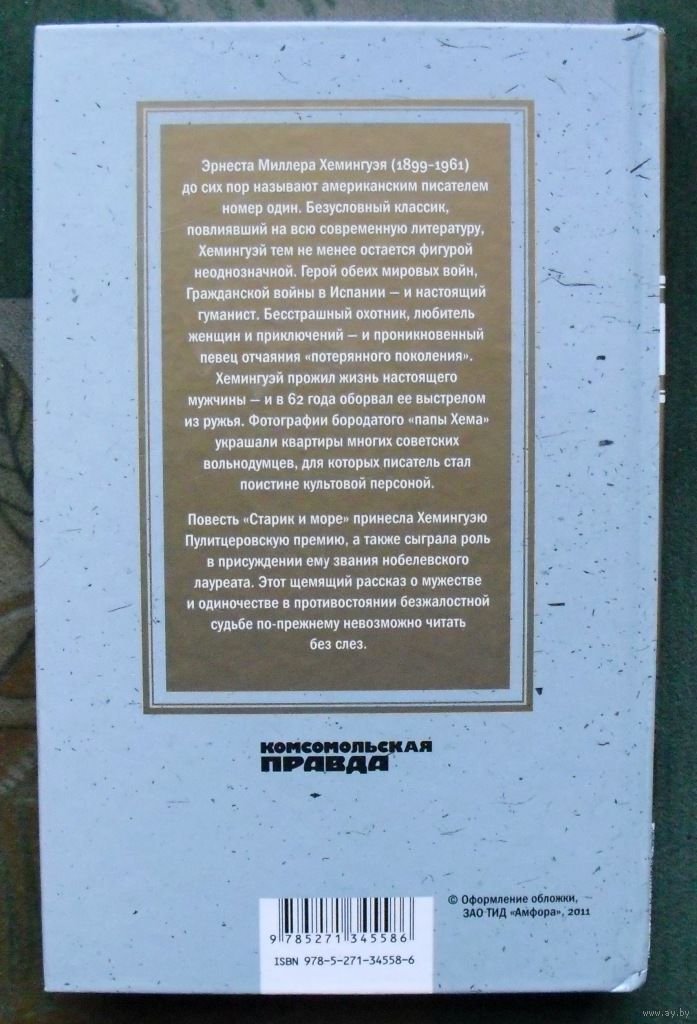 Эрнеста Миллера Хемингуэя (1899-1961)
до сих пор называют американским писателем
номер один. Безусловный классик,
повлиявший на всю современную литературу,
Хемингуэй тем не менее остается фигурой
неоднозначной. Герой обеих мировых войн,
Гражданской войны в Испании — и настоящий
гуманист. Бесстрашный охотник, любитель
женщин и приключений — и проникновенный
певец отчаяния «потерянного поколения».
Хемингуэй прожил жизнь настоящего
мужчины — и в 62 года оборвал ее выстрелом
из ружья. Фотографии бородатого «папы Хема»
украшали квартиры многих советских
вольнодумцев, для которых писатель стал
поистине культовой персоной.
Повесть «Старик и море» принесла Хемингуэю
Пулитцеровскую премию, а также сыграла роль
в присуждении ему звания нобелевского
лауреата. Этот щемящий рассказ о мужестве
и одиночестве в противостоянии безжалостной
судьбе по-прежнему невозможно читать
без слез.
КОМСОМОЛЬСКАЯ
ПРАВДА
© Оформление обложки,
ЗАО ТИД «Амфора», 2011
9 785271 345586
ISBN 978-5-271-34558-6
www.ay.by